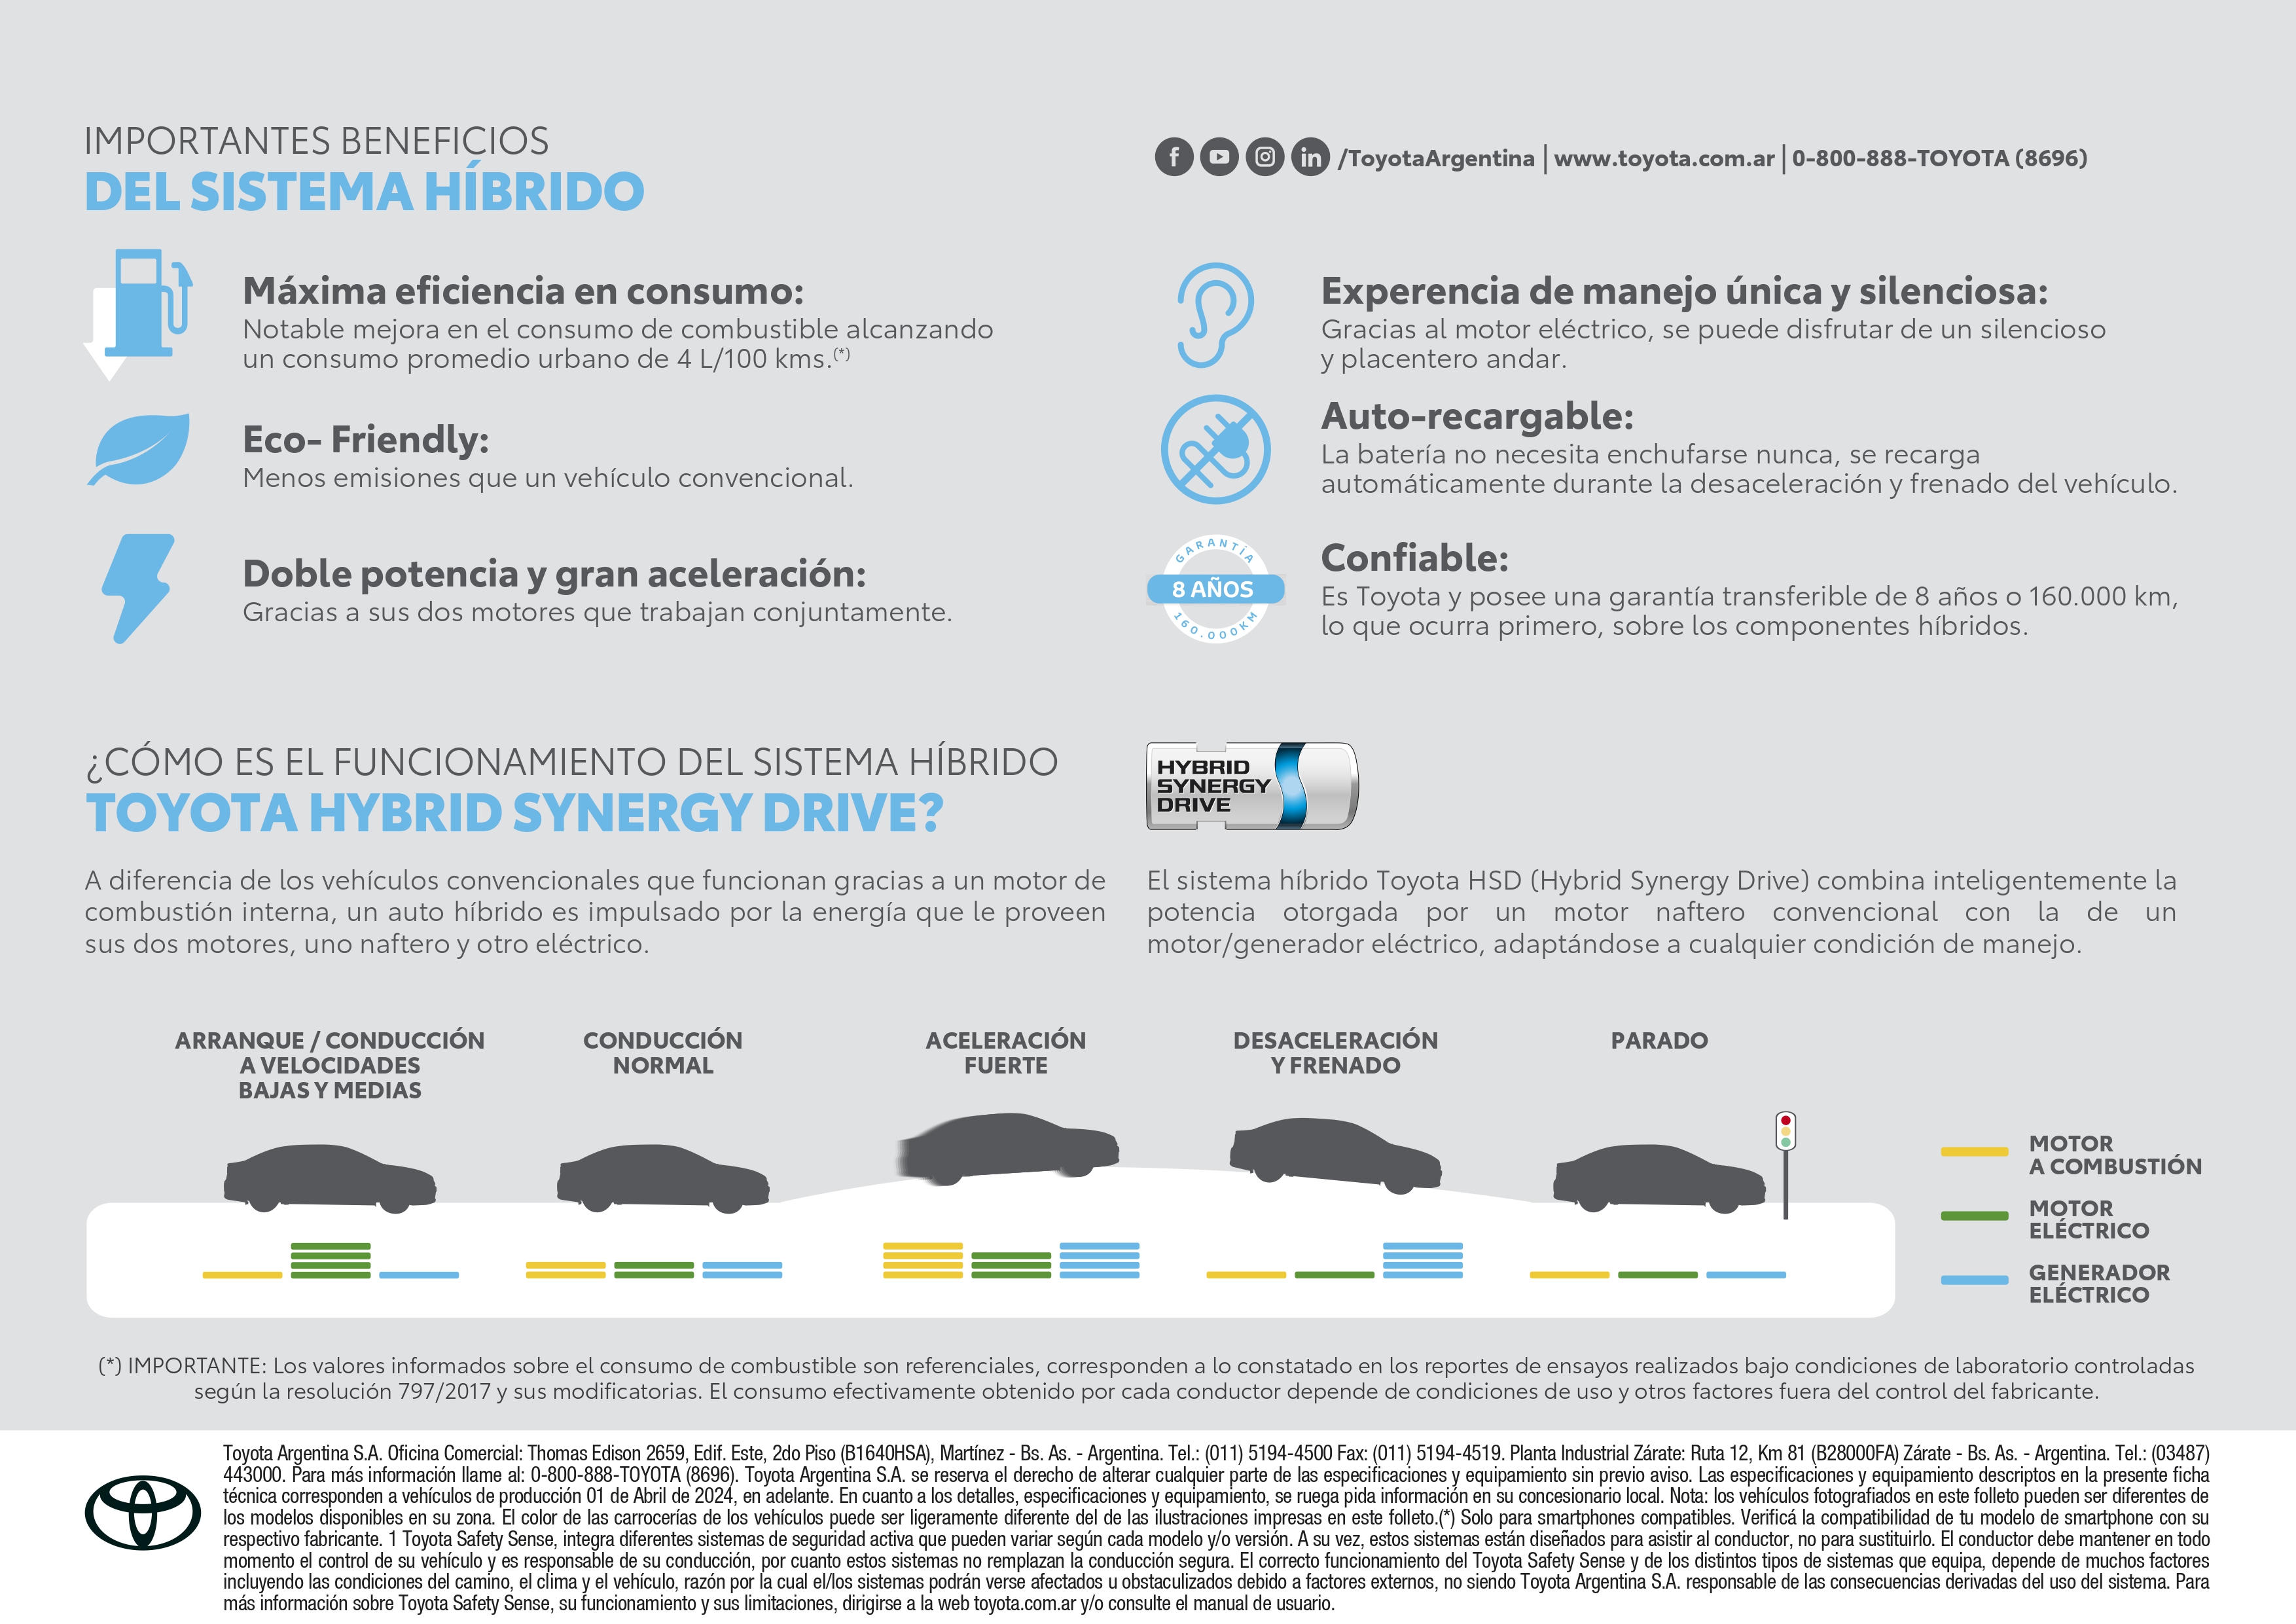 IMPORTANTES BENEFICIOS
DEL SISTEMA HÍBRIDO
/ToyotaArgentina | www.toyota.com.ar | 0-800-888-TOYOTA (8696)
Máxima eficiencia en consumo:
Notable mejora en el consumo de combustible alcanzando
un consumo promedio urbano de 4 L/100 kms.(*)
Eco- Friendly:
Menos emisiones que un vehículo convencional.
Doble potencia y gran aceleración:
Gracias a sus dos motores que trabajan conjuntamente.
Experencia de manejo única y silenciosa:
Gracias al motor eléctrico, se puede disfrutar de un silencioso
y placentero andar.
Auto-recargable:
La batería no necesita enchufarse nunca, se recarga
automáticamente durante la desaceleración y frenado del vehículo.
GARANTÍA
8 AÑOS
160.000KM
Confiable:
Es Toyota y posee una garantía transferible de 8 años o 160.000 km,
lo que ocurra primero, sobre los componentes híbridos.
¿CÓMO ES EL FUNCIONAMIENTO DEL SISTEMA HÍBRIDO
TOYOTA HYBRID SYNERGY DRIVE?
HYBRID
SYNERGY
DRIVE
A diferencia de los vehículos convencionales que funcionan gracias a un motor de
combustión interna, un auto híbrido es impulsado por la energía que le proveen
sus dos motores, uno naftero y otro eléctrico.
El sistema híbrido Toyota HSD (Hybrid Synergy Drive) combina inteligentemente la
potencia otorgada por un motor naftero convencional con la de un
motor/generador eléctrico, adaptándose a cualquier condición de manejo.
ARRANQUE / CONDUCCIÓN
A VELOCIDADES
BAJAS Y MEDIAS
CONDUCCIÓN
NORMAL
ACELERACIÓN
FUERTE
DESACELERACIÓN
Y FRENADO
PARADO
MOTOR
A COMBUSTIÓN
MOTOR
ELÉCTRICO
GENERADOR
ELÉCTRICO
(*) IMPORTANTE: Los valores informados sobre el consumo de combustible son referenciales, corresponden a lo constatado en los reportes de ensayos realizados bajo condiciones de laboratorio controladas
según la resolución 797/2017 y sus modificatorias. El consumo efectivamente obtenido por cada conductor depende de condiciones de uso y otros factores fuera del control del fabricante.
Toyota Argentina S.A. Oficina Comercial: Thomas Edison 2659, Edif. Este, 2do Piso (B1640HSA), Martínez - Bs. As. - Argentina. Tel.: (011) 5194-4500 Fax: (011) 5194-4519. Planta Industrial Zárate: Ruta 12, Km 81 (B28000FA) Zárate - Bs. As. - Argentina. Tel.: (03487)
443000. Para más información llame al: 0-800-888-TOYOTA (8696). Toyota Argentina S.A. se reserva el derecho de alterar cualquier parte de las especificaciones y equipamiento sin previo aviso. Las especificaciones y equipamiento descriptos en la presente ficha
técnica corresponden a vehículos de producción 01 de Abril de 2024, en adelante. En cuanto a los detalles, especificaciones y equipamiento, se ruega pida información en su concesionario local. Nota: los vehículos fotografiados en este folleto pueden ser diferentes de
los modelos disponibles en su zona. El color de las carrocerías de los vehículos puede ser ligeramente diferente del de las ilustraciones impresas en este folleto.(*) Solo para smartphones compatibles. Verificá la compatibilidad de tu modelo de smartphone con su
respectivo fabricante. 1 Toyota Safety Sense, integra diferentes sistemas de seguridad activa que pueden variar según cada modelo y/o versión. A su vez, estos sistemas están diseñados para asistir al conductor, no para sustituirlo. El conductor debe mantener en todo
momento el control de su vehículo y es responsable de su conducción, por cuanto estos sistemas no remplazan la conducción segura. El correcto funcionamiento del Toyota Safety Sense y de los distintos tipos de sistemas que equipa, depende de muchos factores
incluyendo las condiciones del camino, el clima y el vehículo, razón por la cual el/los sistemas podrán verse afectados u obstaculizados debido a factores externos, no siendo Toyota Argentina S.A. responsable de las consecuencias derivadas del uso del sistema. Para
más información sobre Toyota Safety Sense, su funcionamiento y sus limitaciones, dirigirse a la web toyota.com.ar y/o consulte el manual de usuario.